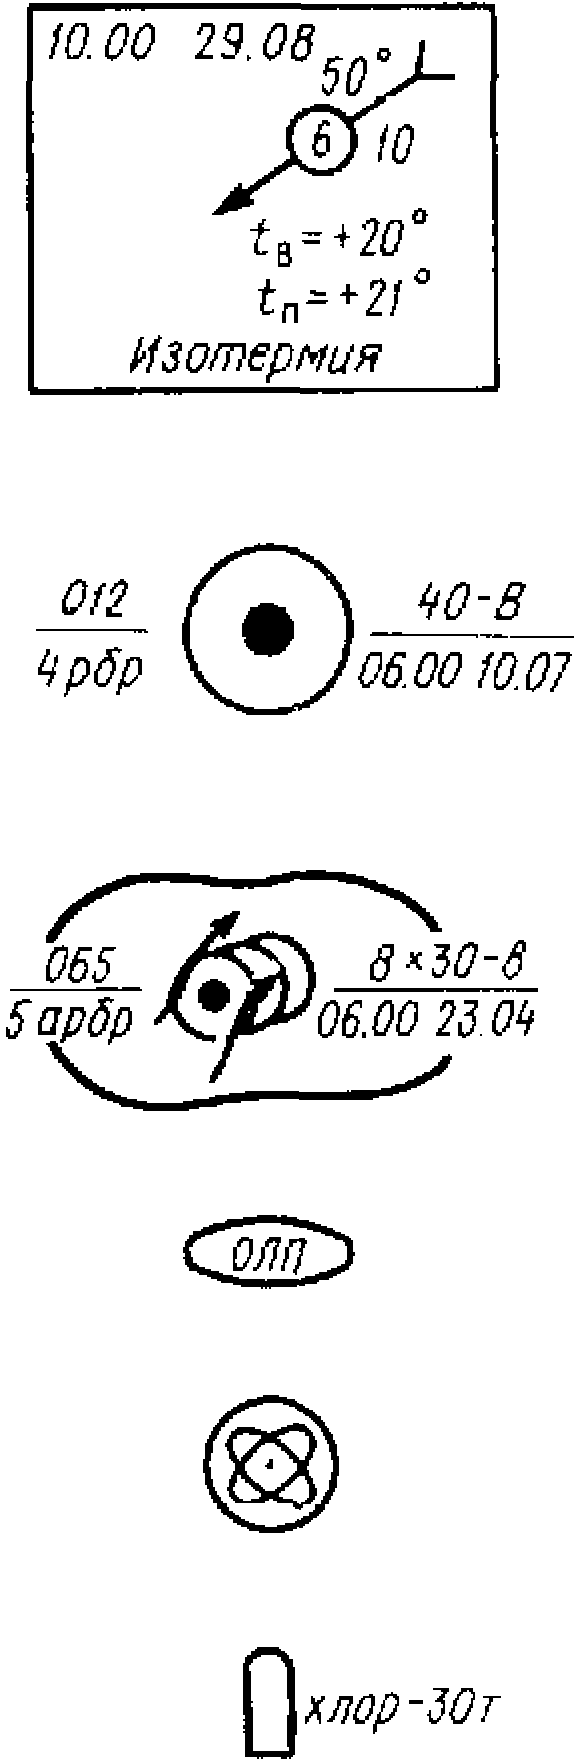 10.00 29.08
50°
6 10
tв = +20°
tп = +21°
Изотермия
012 40-В
4 рбр 06.00 10.07
065 8×30-в
5 арбр 06.00 23.04
ОЛП
хлор-30т